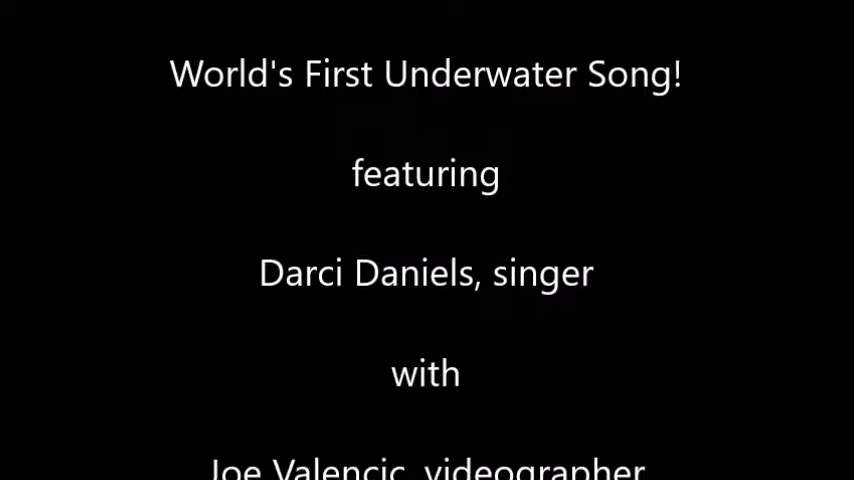 World's First Underwater Song!
featuring
Darci Daniels, singer
with
Joe Valencic, videographer